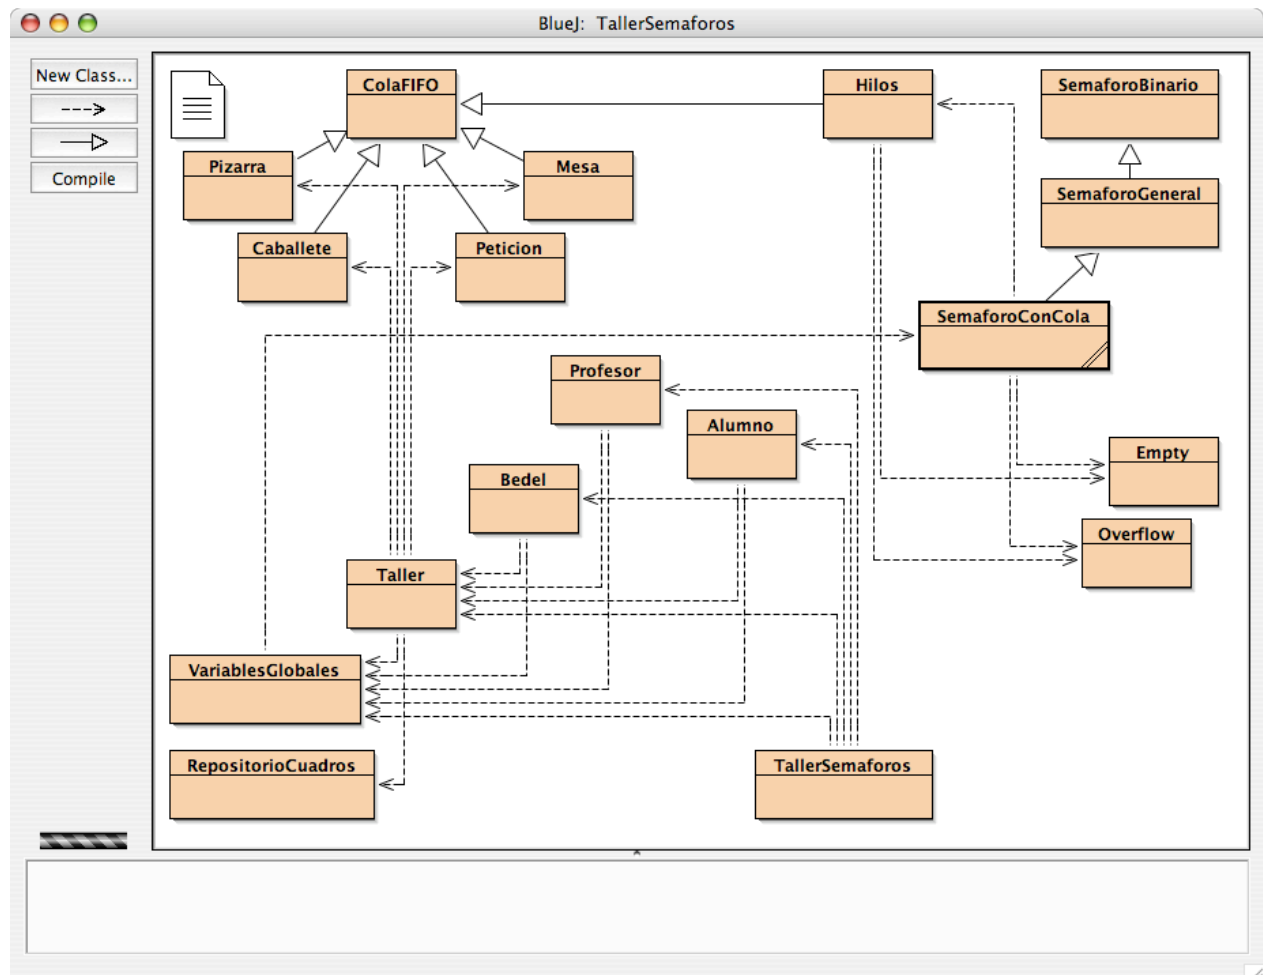 BlueJ: TallerSemaforos
New Class...
Compile
ColaFIFO
Hilos
SemaforoBinario
Pizarra
Mesa
SemaforoGeneral
Caballete
Peticion
SemaforoConCola
Profesor
Alumno
Empty
Bedel
Overflow
Taller
VariablesGlobales
RepositorioCuadros
TallerSemaforos